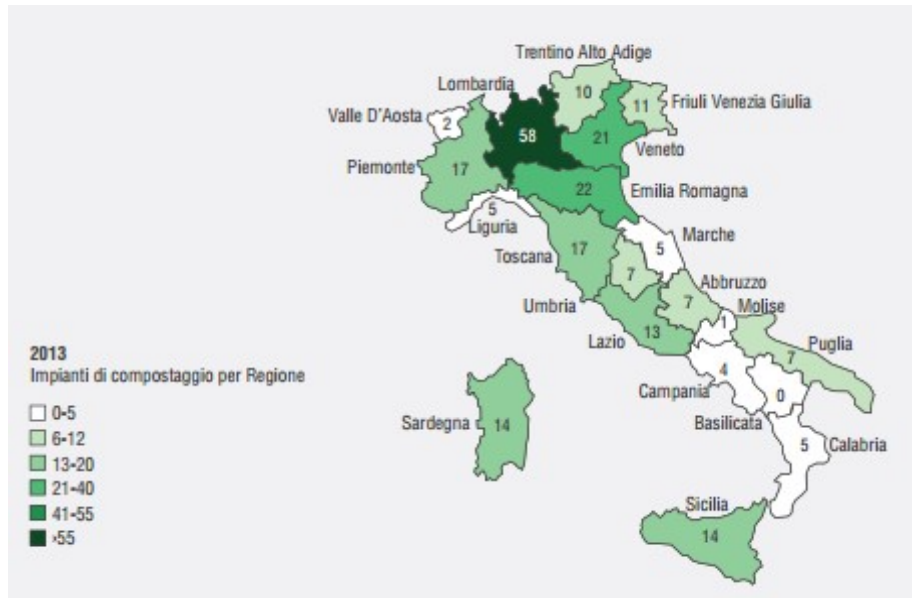 Trentino Alto Adige
Lombardia
10
11
Friuli Venezia Giulia
Valle D'Aosta
2
58
21
Veneto
Piemonte
17
22
Emilia Romagna
5
Liguria
Marche
5
Toscana
17
7
Abbruzzo
7
Molise
1
Umbria
13
Lazio
Puglia
7
4
Campania
0
Basilicata
5
Calabria
Sardegna
14
Sicilia
14
2013
Impianti di compostaggio per Regione
0-5
6-12
13-20
21-40
41-55
>55